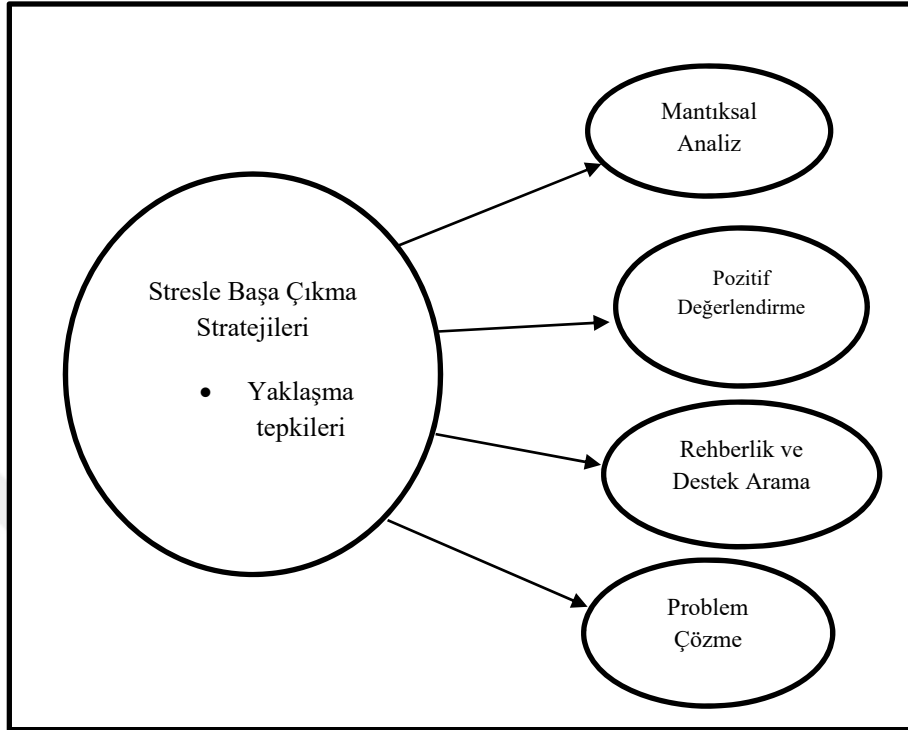 Stresle Başa Çıkma
Stratejileri
• Yaklaşma
tepkileri
Mantıksal
Analiz
Pozitif
Değerlendirme
Rehberlik ve
Destek Arama
Problem
Çözme